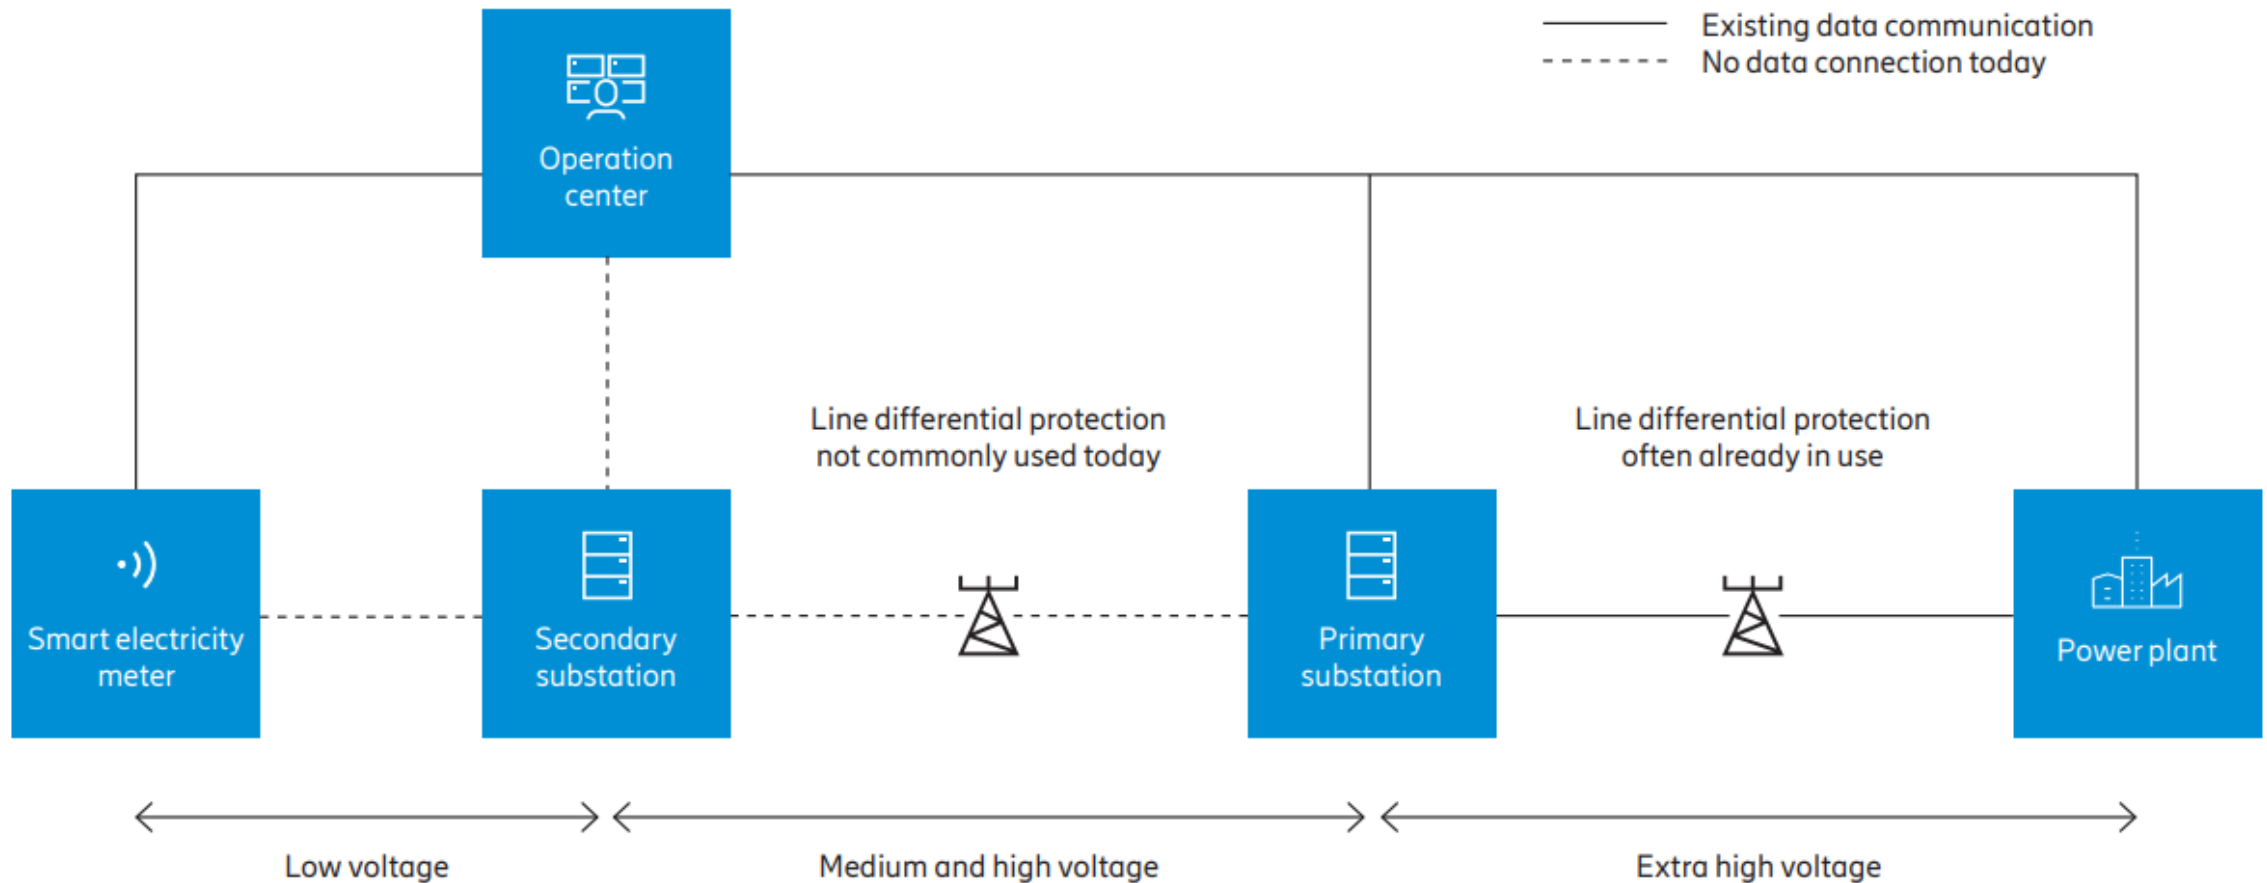 Existing data communication
No data connection today
Operation
center
Line differential protection
not commonly used today
Line differential protection
often already in use
Smart electricity
meter
Secondary
substation
Primary
substation
Power plant
Low voltage
Medium and high voltage
Extra high voltage